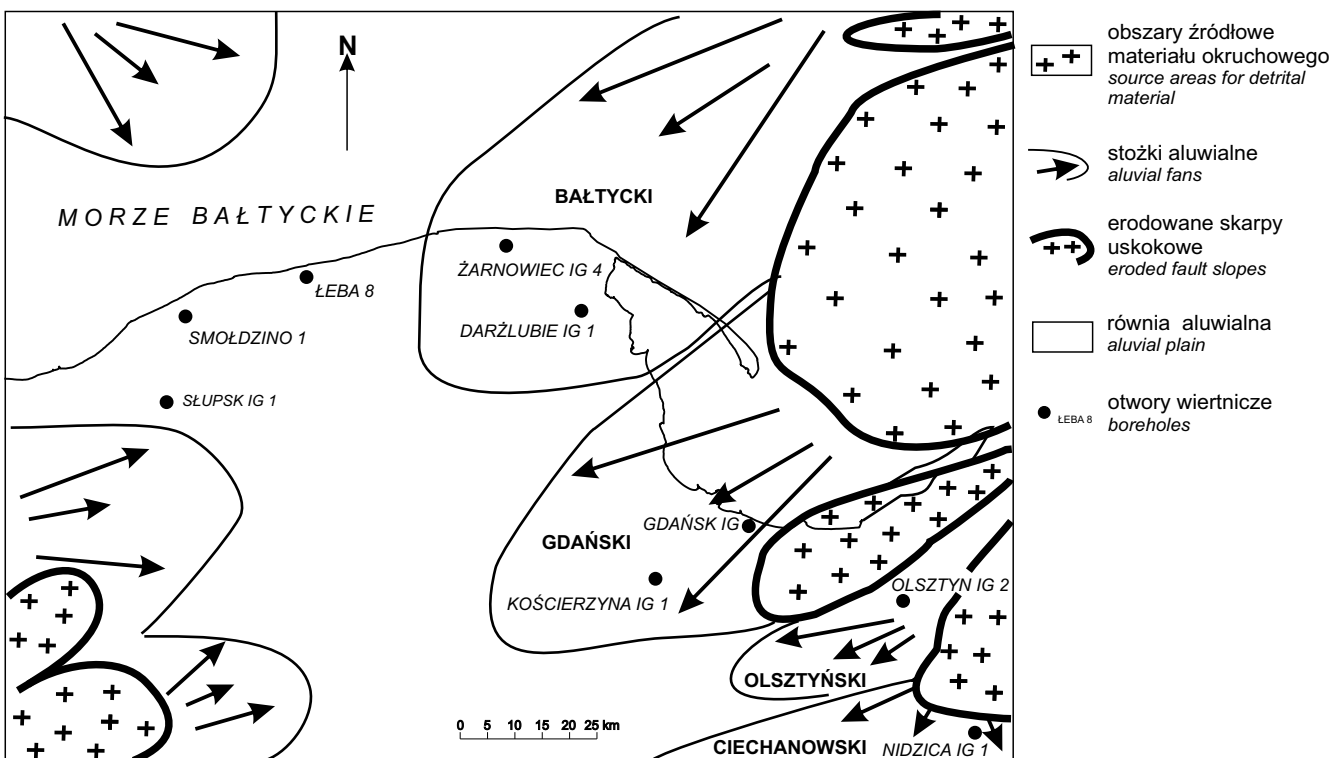 N
MORZE BAŁTYCKIE
BAŁTYCKI
ŻARNOWIEC IG 4
ŁEBA 8
DARŻLUBIE IG 1
SMOŁDZINO 1
SŁUPSK IG 1
GDAŃSK IG
GDAŃSKI
KOŚCIERZYNA IG 1
OLSZTYN IG 2
OLSZTYŃSKI
0 5 10 15 20 25 km
CIECHANOWSKI
NIDZICA IG 1
obszary źródłowe
materiału okruchowego
source areas for detrital
material
stożki aluwialne
aluvial fans
erodowane skarpy
uskokowe
eroded fault slopes
równia aluwialna
aluvial plain
ŁEBA 8
otwory wiertnicze
boreholes